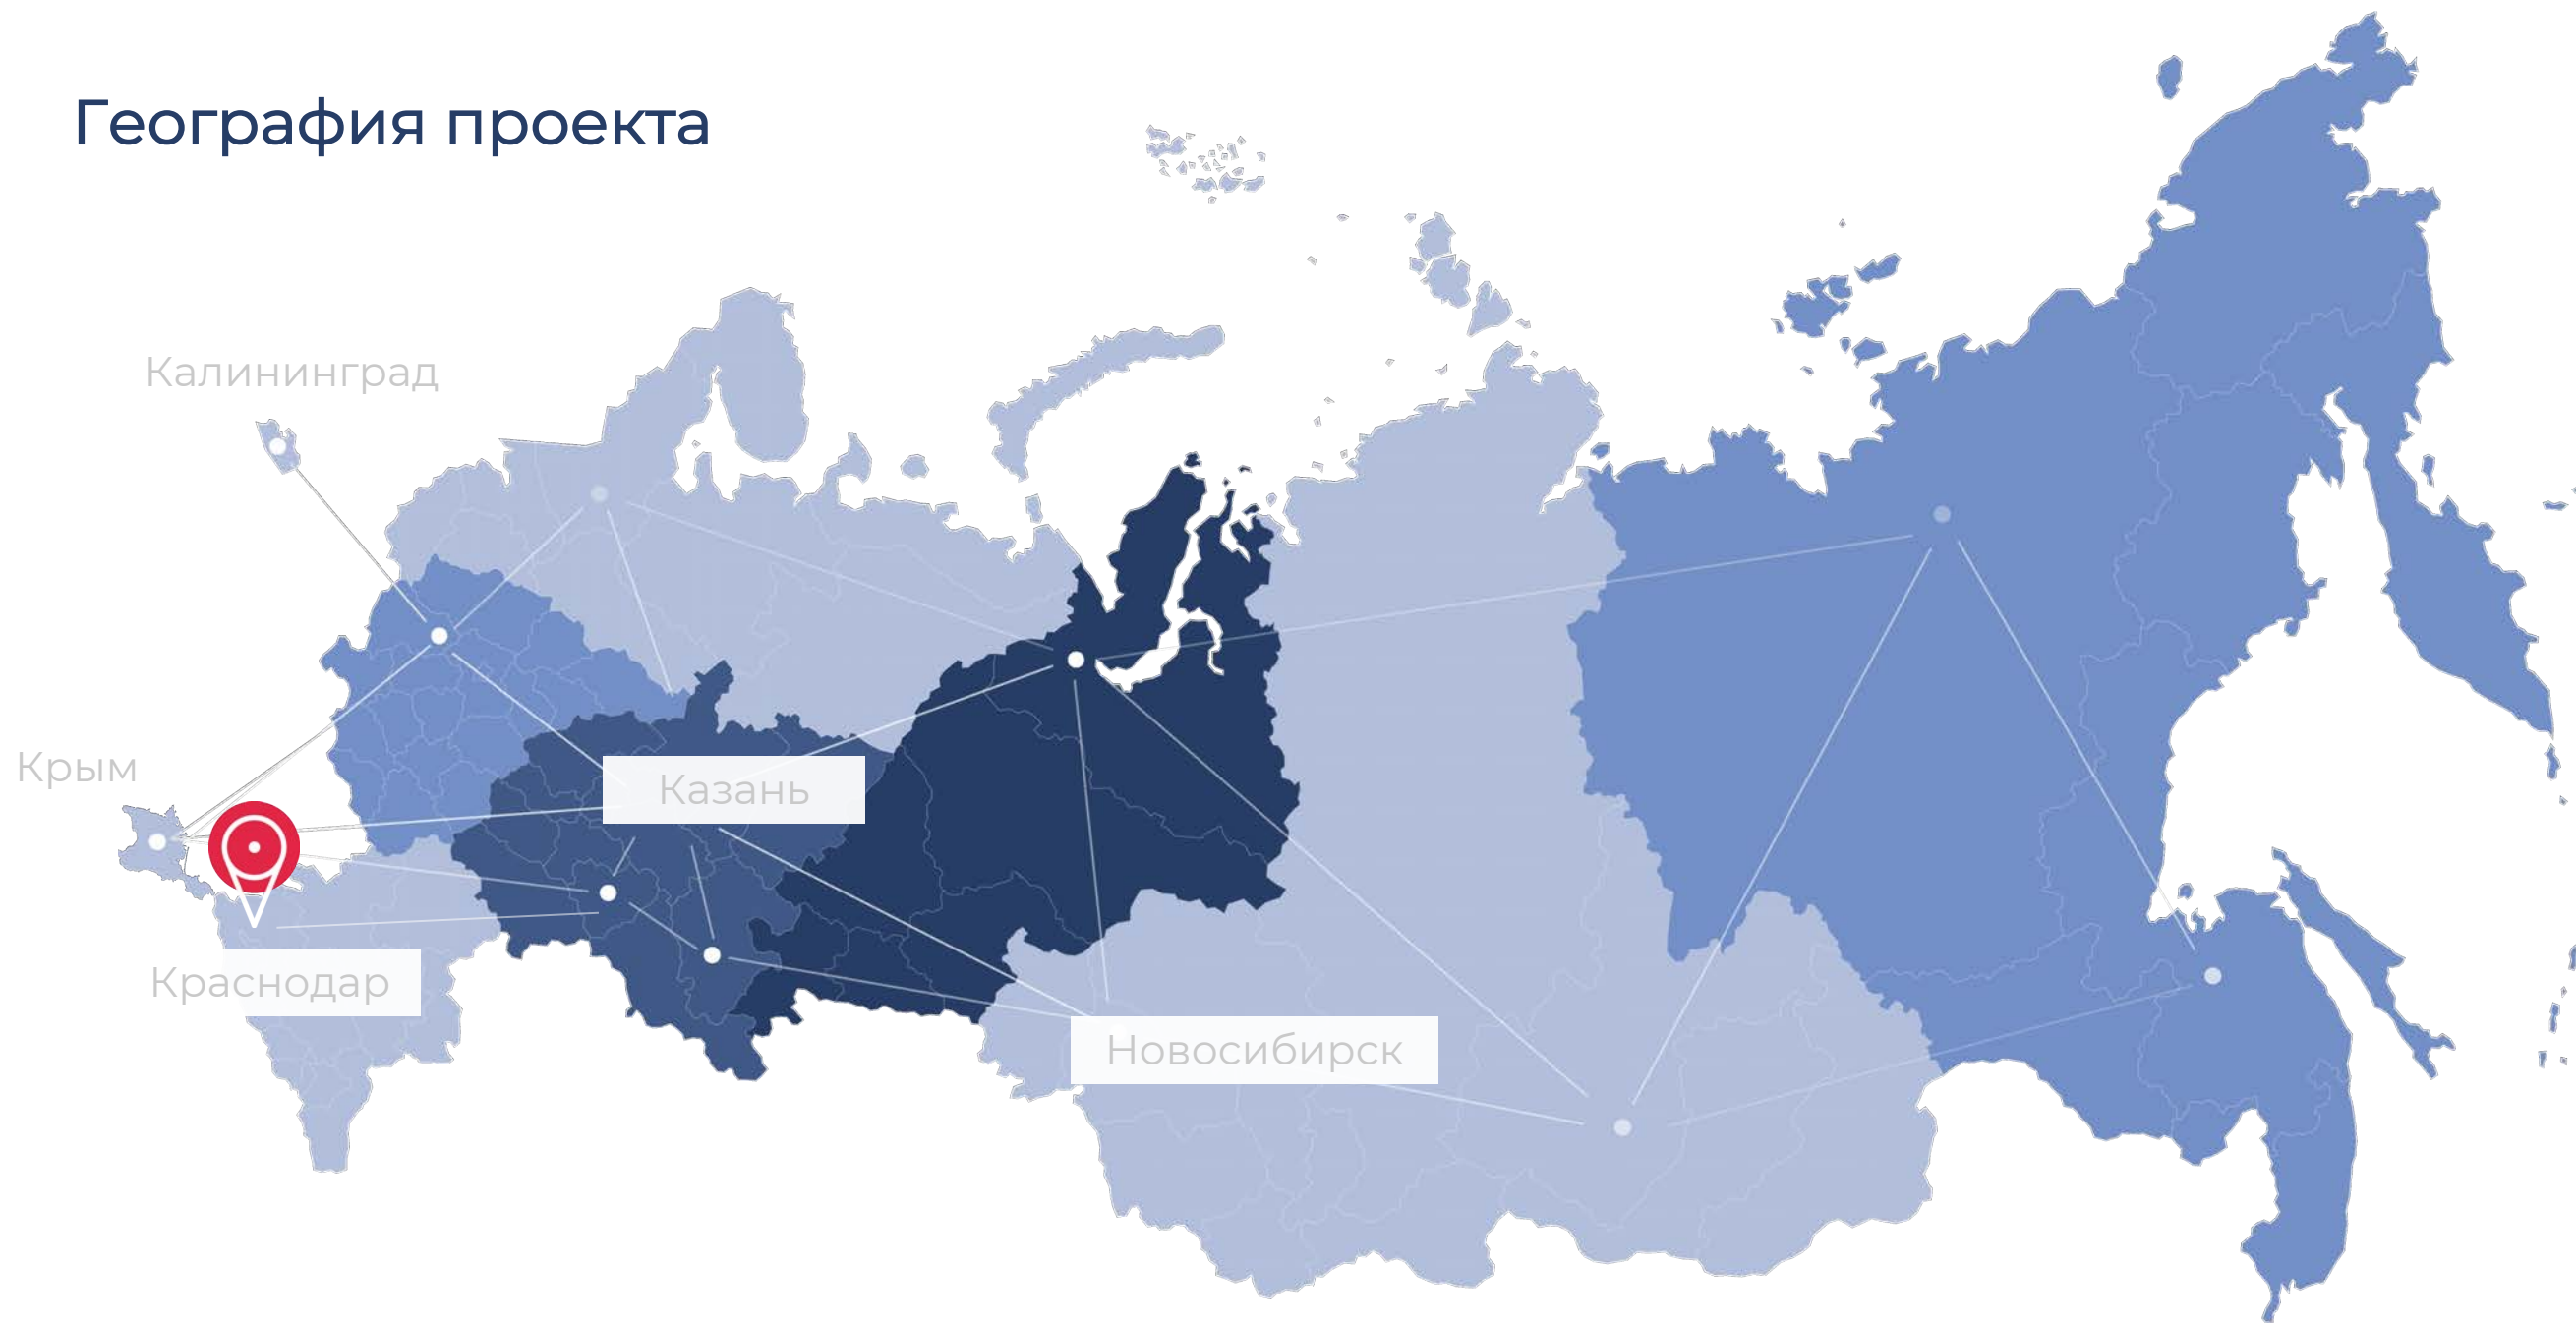 География проекта
Калининград
Крым
Казань
Краснодар
Новосибирск